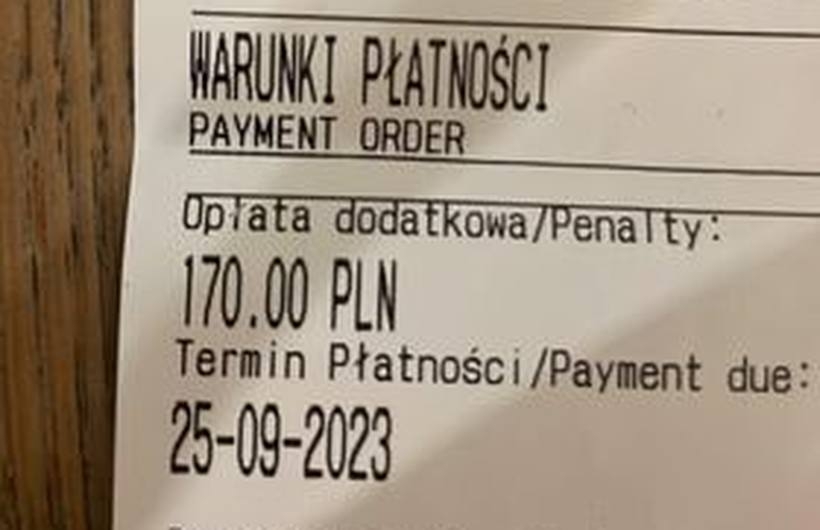 WARUNKI PŁATNOŚCI
PAYMENT ORDER
Opłata dodatkowa/Penalty:
170.00 PLN
Termin Płatności/Payment due:
25-09-2023